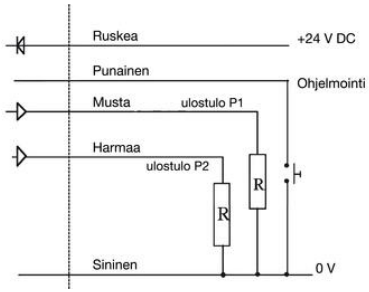 Ruskea
+24 V DC
Punainen
Ohjelmointi
Musta
ulostulo P1
Harmaa
ulostulo P2
R
R
Sininen
0 V